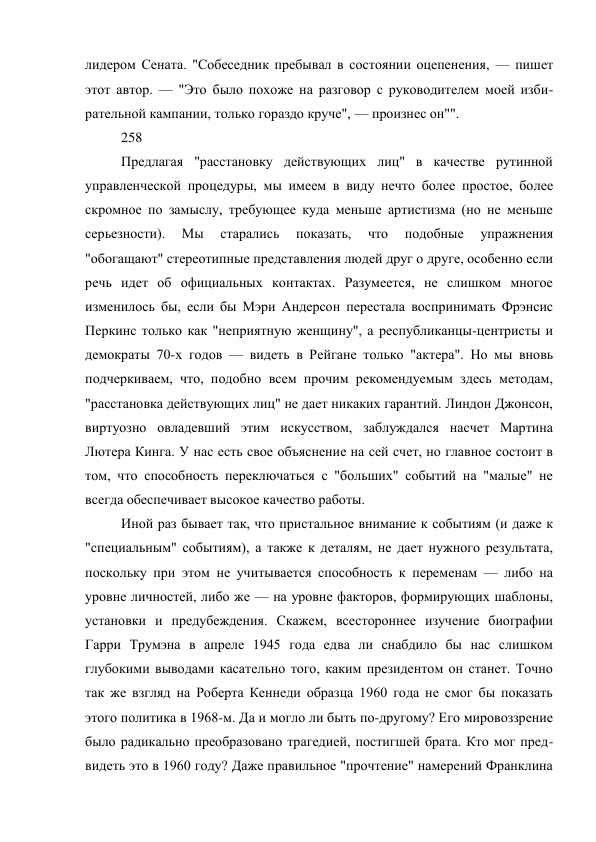 лидером Сената. "Собеседник пребывал в состоянии оцепенения, — пишет
этот автор. — "Это было похоже на разговор с руководителем моей изби-
рательной кампании, только гораздо круче", — произнес он"".
258
Предлагая "расстановку действующих лиц" в качестве рутинной
управленческой процедуры, мы имеем в виду нечто более простое, более
скромное по замыслу, требующее куда меньше артистизма (но не меньше
серьезности). Мы старались показать, что подобные упражнения
"обогащают" стереотипные представления людей друг о друге, особенно если
речь идет об официальных контактах. Разумеется, не слишком многое
изменилось бы, если бы Мэри Андерсон перестала воспринимать Фрэнсис
Перкинс только как "неприятную женщину", а республиканцы-центристы и
демократы 70-х годов — видеть в Рейгане только "актера". Но мы вновь
подчеркиваем, что, подобно всем прочим рекомендуемым здесь методам,
"расстановка действующих лиц" не дает никаких гарантий. Линдон Джонсон,
виртуозно овладевший этим искусством, заблуждался насчет Мартина
Лютера Кинга. У нас есть свое объяснение на сей счет, но главное состоит в
том, что способность переключаться с "больших" событий на "малые" не
всегда обеспечивает высокое качество работы.
Иной раз бывает так, что пристальное внимание к событиям (и даже к
"специальным" событиям), а также к деталям, не дает нужного результата,
поскольку при этом не учитывается способность к переменам — либо на
уровне личностей, либо же — на уровне факторов, формирующих шаблоны,
установки и предубеждения. Скажем, всестороннее изучение биографии
Гарри Трумэна в апреле 1945 года едва ли снабдило бы нас слишком
глубокими выводами касательно того, каким президентом он станет. Точно
так же взгляд на Роберта Кеннеди образца 1960 года не смог бы показать
этого политика в 1968-м. Да и могло ли быть по-другому? Его мировоззрение
было радикально преобразовано трагедией, постигшей брата. Кто мог пред-
видеть это в 1960 году? Даже правильное "прочтение" намерений Франклина